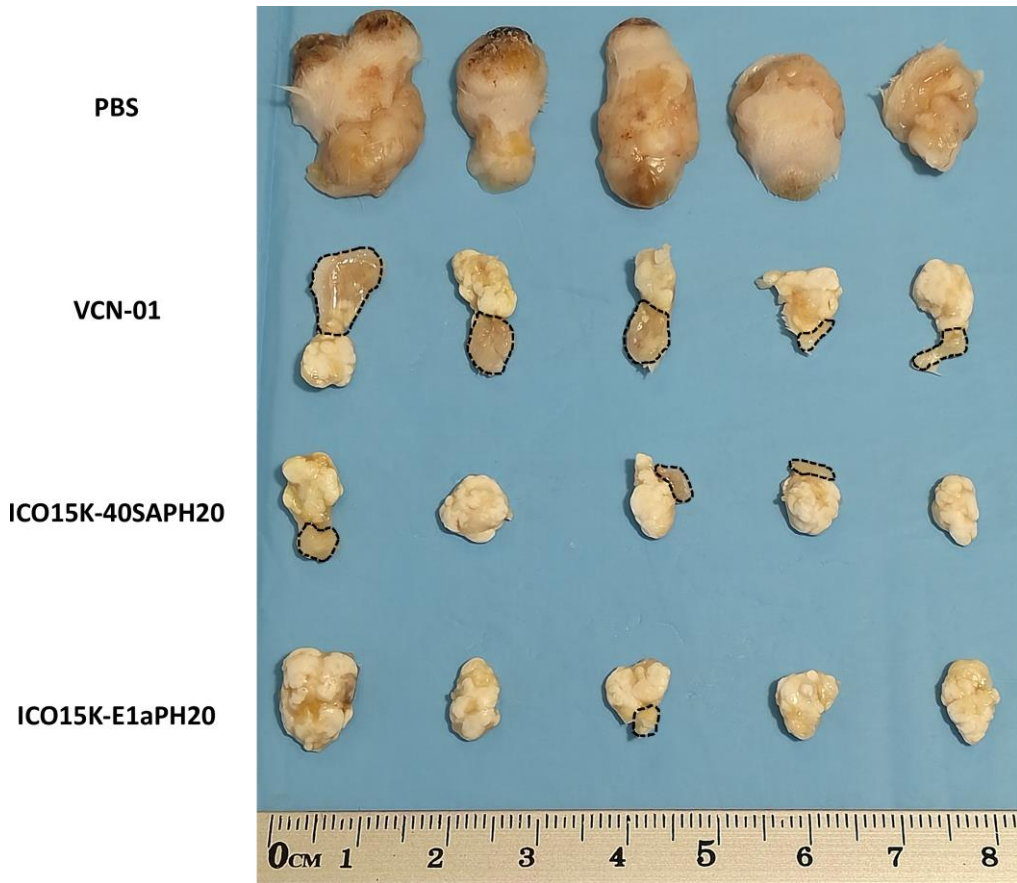 PBS
VCN-01
ICO15K-40SAPH20
ICO15K-E1aPH20
0CM 1 2 3 4 5 6 7 8